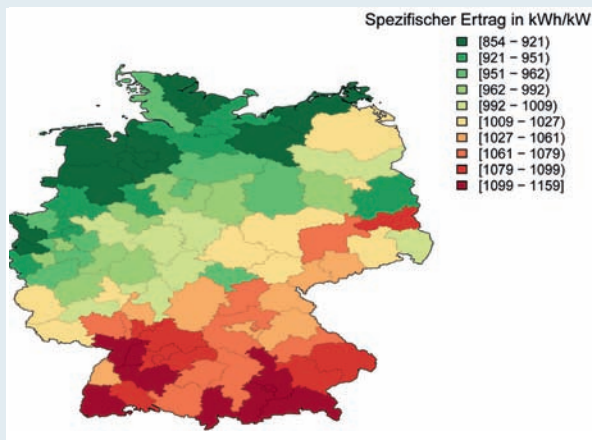 Spezifischer Ertrag in kWh/kW
[854 – 921)
[921 – 951)
[951 – 962)
[962 – 992)
[992 – 1009)
[1009 – 1027)
[1027 – 1061)
[1061 – 1079)
[1079 – 1099)
[1099 – 1159]